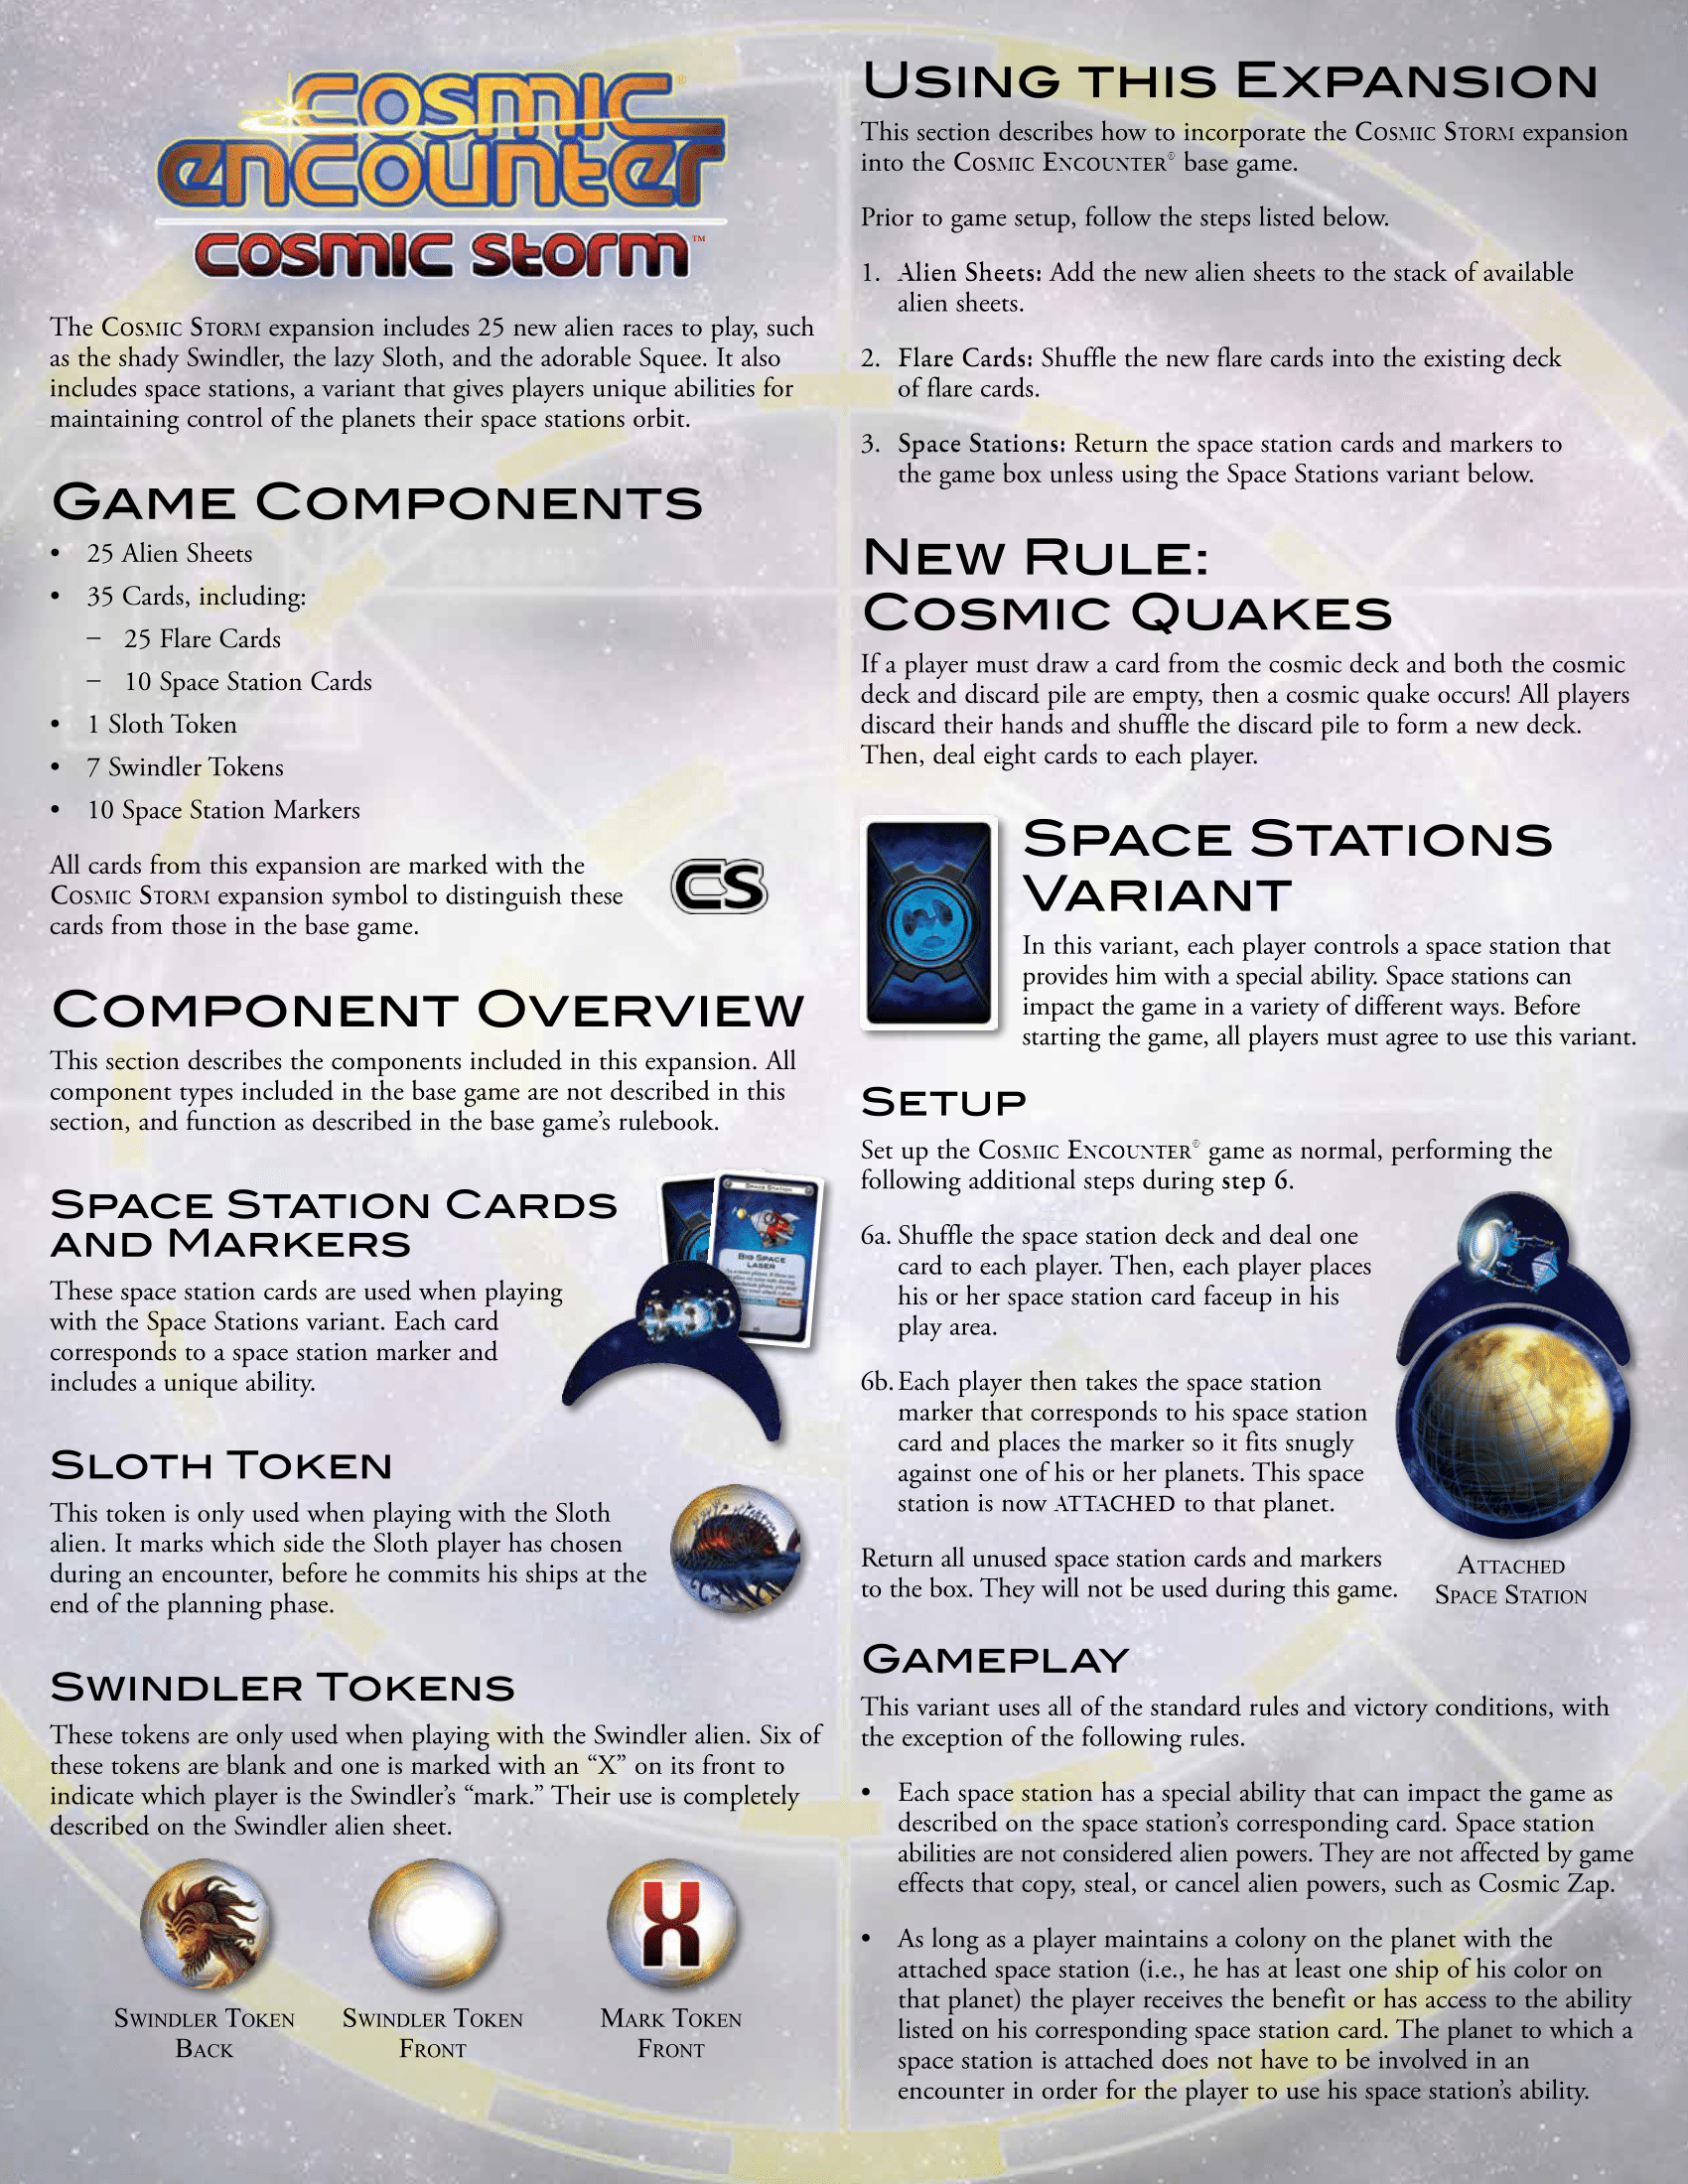 COSMIC®
encounter
COSMIC STORM™
The Cosmic Storm expansion includes 25 new alien races to play, such
as the shady Swindler, the lazy Sloth, and the adorable Squee. It also
includes space stations, a variant that gives players unique abilities for
maintaining control of the planets their space stations orbit.
Game Components
• 25 Alien Sheets
• 35 Cards, including:
– 25 Flare Cards
– 10 Space Station Cards
• 1 Sloth Token
• 7 Swindler Tokens
• 10 Space Station Markers
All cards from this expansion are marked with the
Cosmic Storm expansion symbol to distinguish these
cards from those in the base game.
CS
Component Overview
This section describes the components included in this expansion. All
component types included in the base game are not described in this
section, and function as described in the base game's rulebook.
Space Station Cards
and Markers
These space station cards are used when playing
with the Space Stations variant. Each card
corresponds to a space station marker and
includes a unique ability.
Space Station
Big Space
Laser
Sloth Token
This token is only used when playing with the Sloth
alien. It marks which side the Sloth player has chosen
during an encounter, before he commits his ships at the
end of the planning phase.
Swindler Tokens
These tokens are only used when playing with the Swindler alien. Six of
these tokens are blank and one is marked with an “X” on its front to
indicate which player is the Swindler's “mark.” Their use is completely
described on the Swindler alien sheet.
X
Swindler Token
Back
Swindler Token
Front
Mark Token
Front
Using this Expansion
This section describes how to incorporate the Cosmic Storm expansion
into the Cosmic Encounter® base game.
Prior to game setup, follow the steps listed below.
1. Alien Sheets: Add the new alien sheets to the stack of available
alien sheets.
2. Flare Cards: Shuffle the new flare cards into the existing deck
of flare cards.
3. Space Stations: Return the space station cards and markers to
the game box unless using the Space Stations variant below.
New Rule:
Cosmic Quakes
If a player must draw a card from the cosmic deck and both the cosmic
deck and discard pile are empty, then a cosmic quake occurs! All players
discard their hands and shuffle the discard pile to form a new deck.
Then, deal eight cards to each player.
Space Stations
Variant
In this variant, each player controls a space station that
provides him with a special ability. Space stations can
impact the game in a variety of different ways. Before
starting the game, all players must agree to use this variant.
Setup
Set up the Cosmic Encounter® game as normal, performing the
following additional steps during step 6.
6a. Shuffle the space station deck and deal one
card to each player. Then, each player places
his or her space station card faceup in his
play area.
6b. Each player then takes the space station
marker that corresponds to his space station
card and places the marker so it fits snugly
against one of his or her planets. This space
station is now ATTACHED to that planet.
Return all unused space station cards and markers
to the box. They will not be used during this game.
Attached
Space Station
Gameplay
This variant uses all of the standard rules and victory conditions, with
the exception of the following rules.
• Each space station has a special ability that can impact the game as
described on the space station's corresponding card. Space station
abilities are not considered alien powers. They are not affected by game
effects that copy, steal, or cancel alien powers, such as Cosmic Zap.
• As long as a player maintains a colony on the planet with the
attached space station (i.e., he has at least one ship of his color on
that planet) the player receives the benefit or has access to the ability
listed on his corresponding space station card. The planet to which a
space station is attached does not have to be involved in an
encounter in order for the player to use his space station's ability.